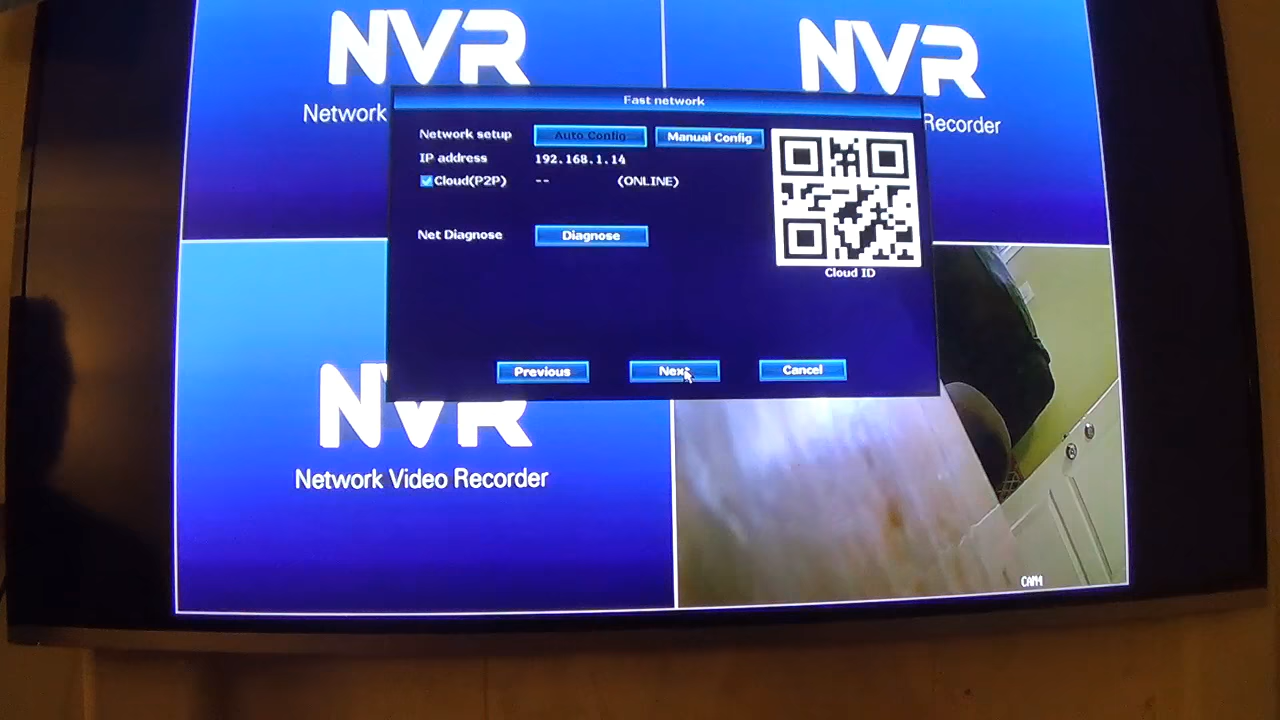 NVR
NVR
Network
Recorder
Fast network
Network setup Auto Config Manual Config
IP address 192.168.1.14
Cloud(P2P) -- (ONLINE)
Net Diagnose Diagnose
Cloud ID
Previous Next Cancel
NVR
Network Video Recorder
CAM4